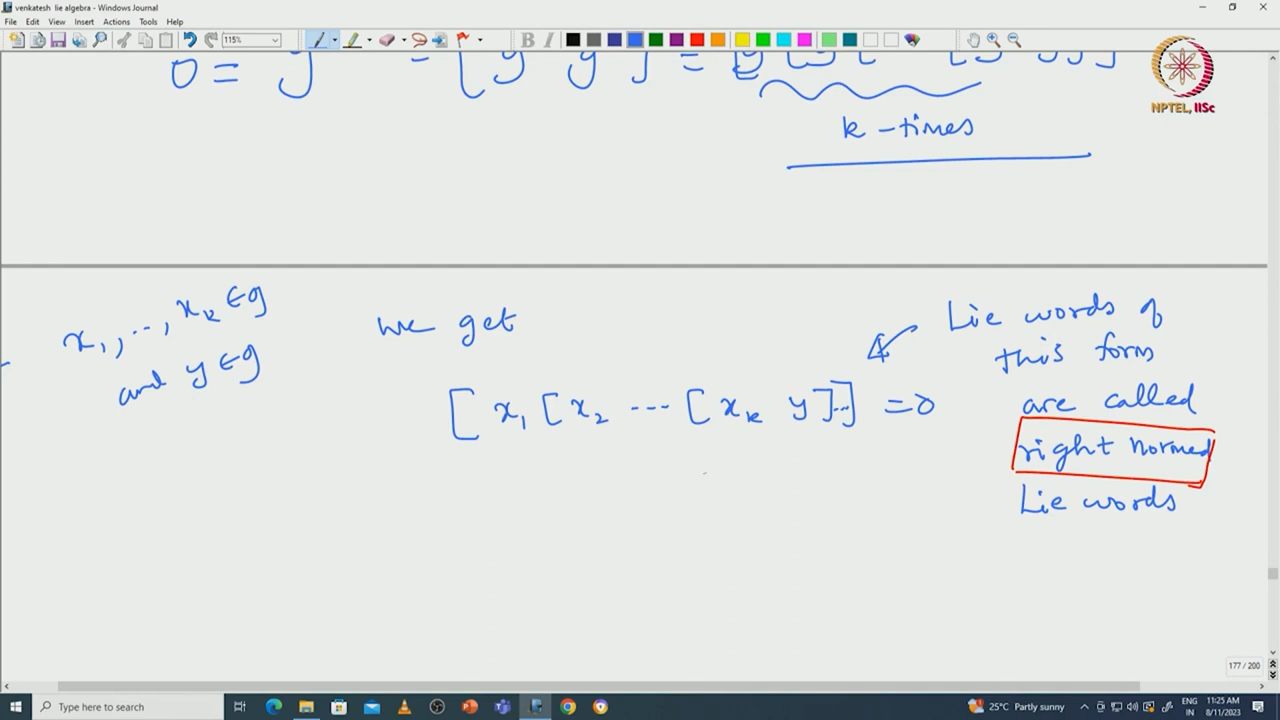 venkatesh lie algebra - Windows Journal
File Edit View Insert Actions Tools Help
115%
B I
NPTEL, IISc
k - times
x₁, ..., xₖ ∈ g
and y ∈ g
we get
[x₁ [x₂ --- [xₖ y]..] = 0
Lie words of
this form
are called
right normed
Lie words
177 / 200
Type here to search
25°C Partly sunny
ENG
IN
11:25 AM
8/11/2023